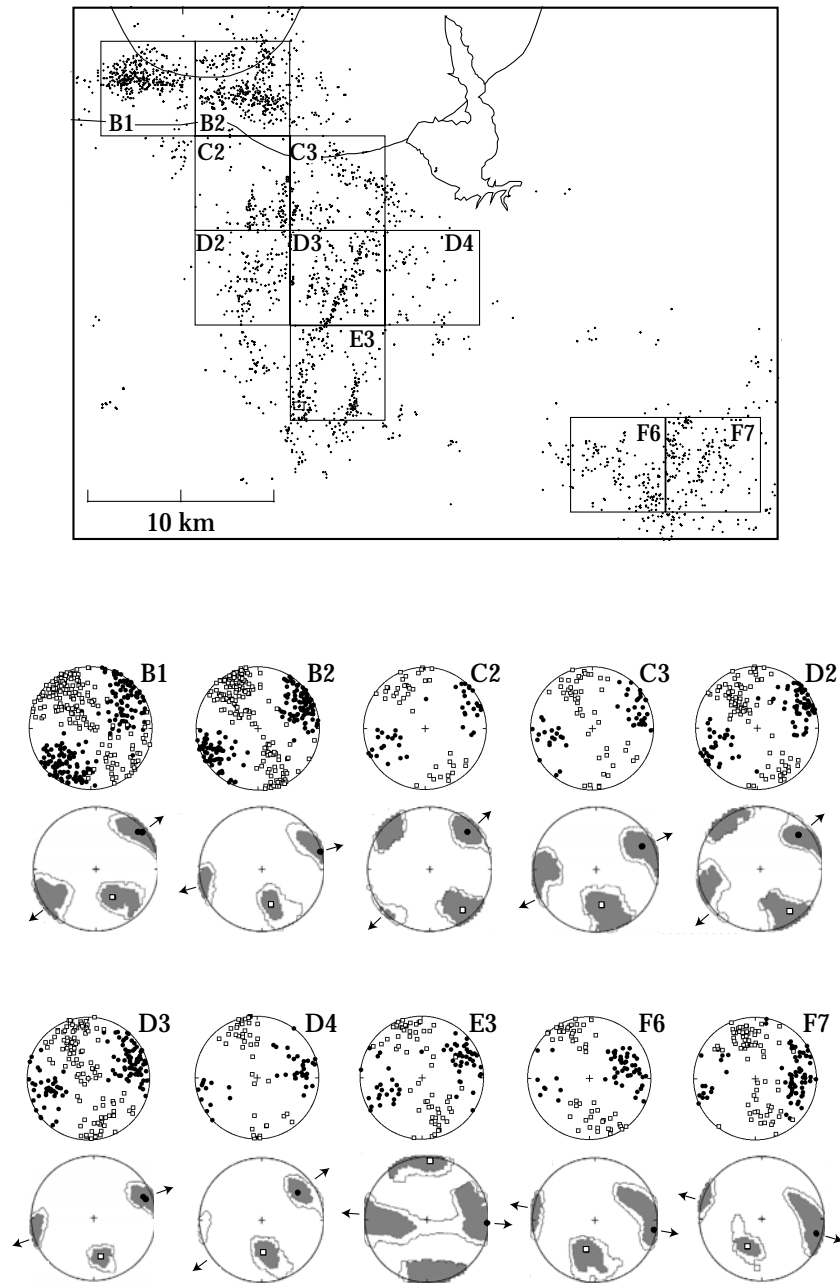 B1 B2
C2 C3
D2 D3 D4
E3
F6 F7
10 km
B1 B2 C2 C3 D2
D3 D4 E3 F6 F7